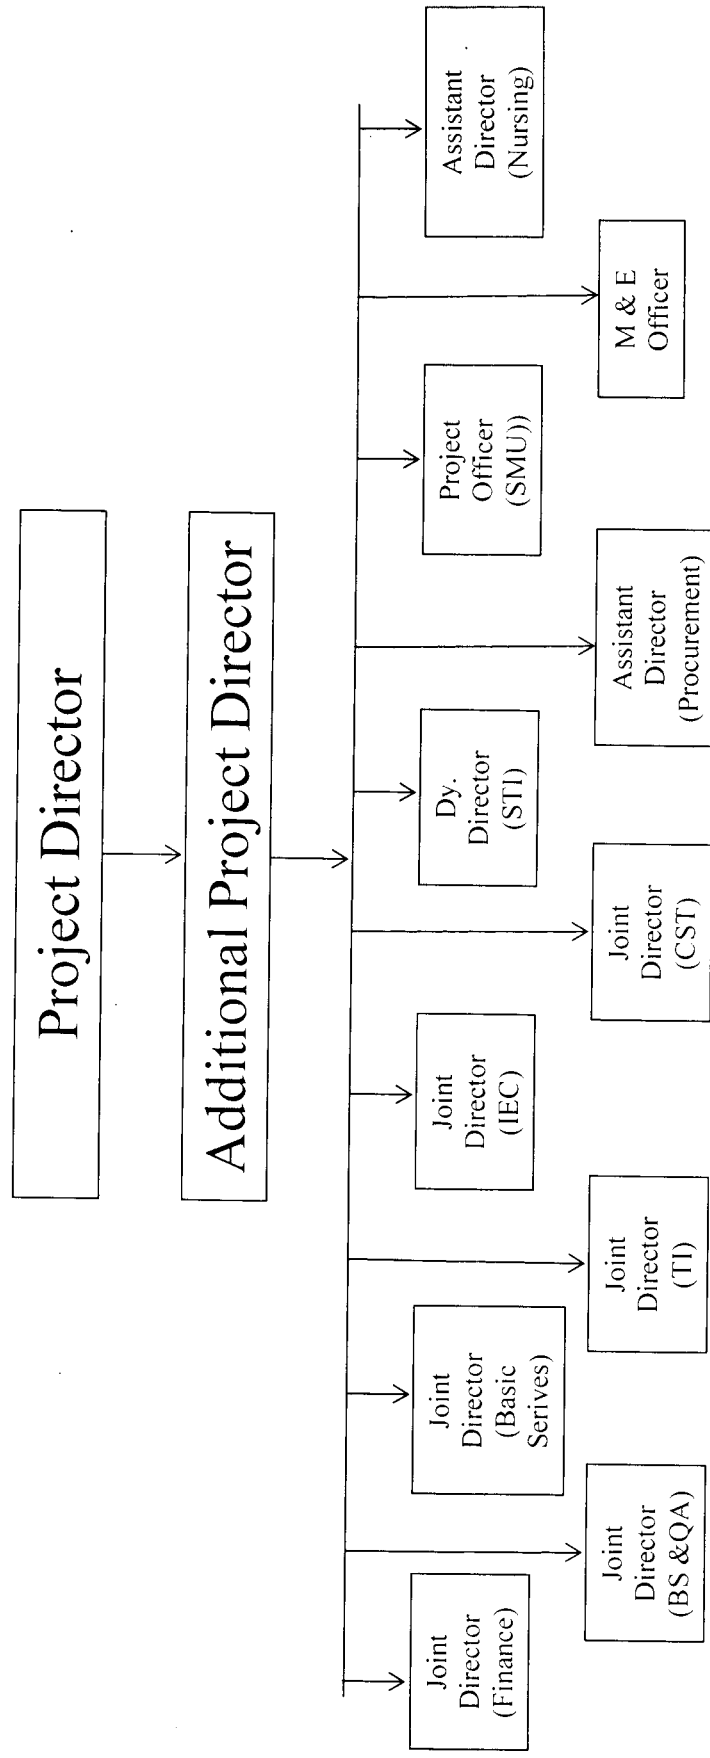 Project Director
Additional Project Director
Joint
Director
(Finance)
Joint
Director
(Basic
Serives)
Joint
Director
(IEC)
Dy.
Director
(STI)
Project
Officer
(SMU))
Assistant
Director
(Nursing)
Joint
Director
(BS &QA)
Joint
Director
(TI)
Joint
Director
(CST)
Assistant
Director
(Procurement)
M & E
Officer